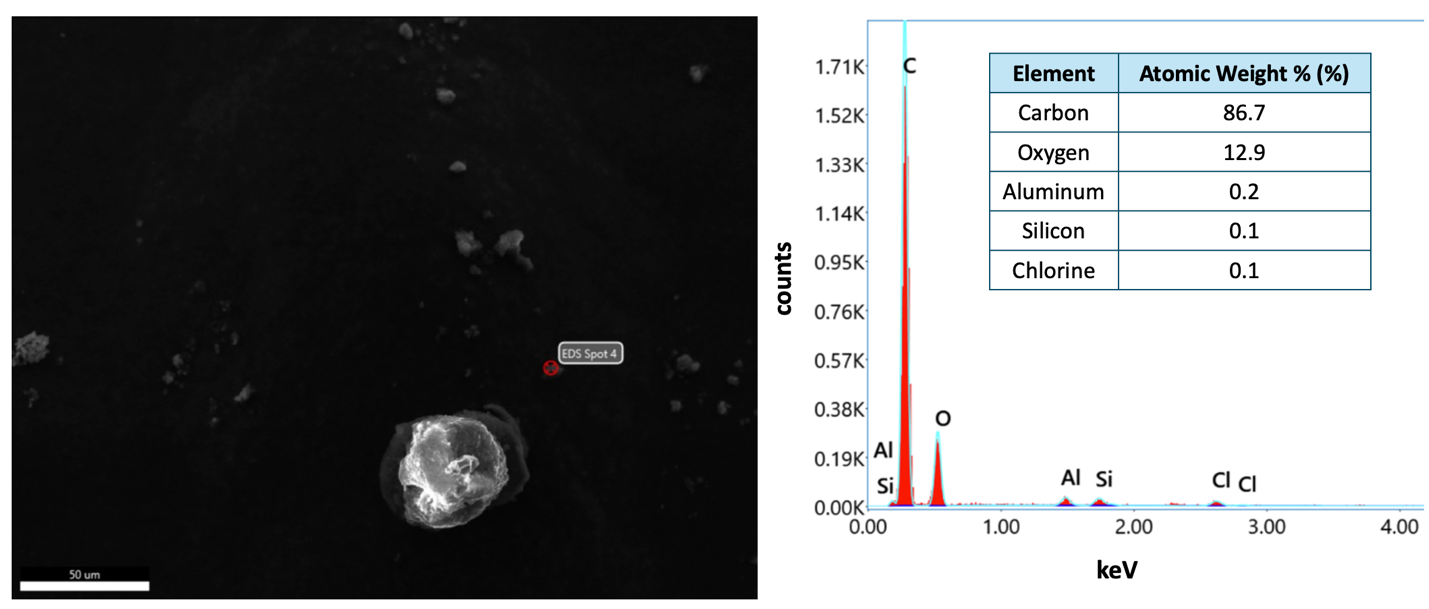 EDS Spot 4
50 um
counts
1.71K
1.52K
1.33K
1.14K
0.95K
0.76K
0.57K
0.38K
0.19K
0.00K
C
O
Al
Si
Al
Si
Cl
Cl
0.00
1.00
2.00
3.00
4.00
keV
Element Atomic Weight % (%)
Carbon 86.7
Oxygen 12.9
Aluminum 0.2
Silicon 0.1
Chlorine 0.1